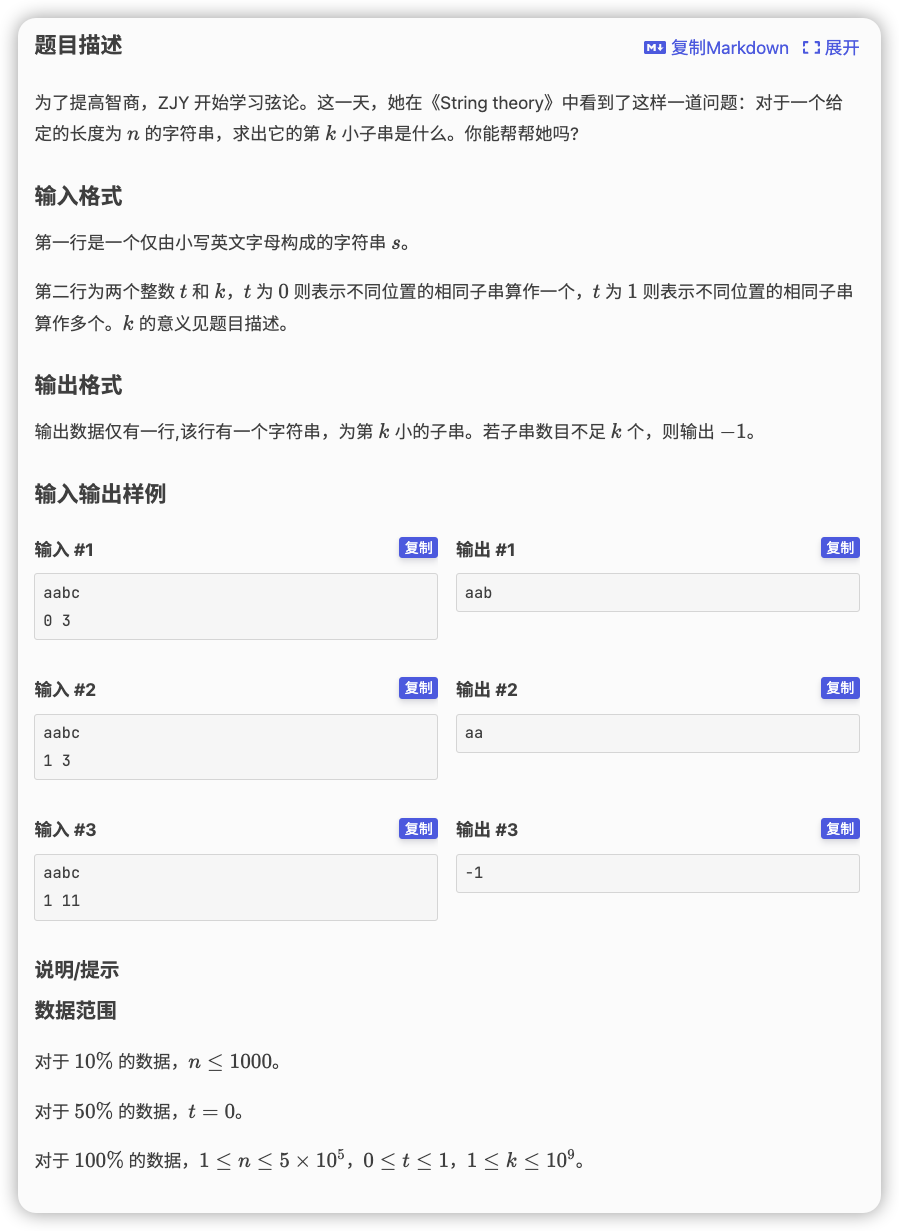 题目描述
复制Markdown 展开
为了提高智商，ZJY 开始学习弦论。这一天，她在《String theory》中看到了这样一道问题：对于一个给
定的长度为 n 的字符串，求出它的第 k 小子串是什么。你能帮帮她吗?
输入格式
第一行是一个仅由小写英文字母构成的字符串 s。
第二行为两个整数 t 和 k，t 为 0 则表示不同位置的相同子串算作一个，t 为 1 则表示不同位置的相同子串
算作多个。k 的意义见题目描述。
输出格式
输出数据仅有一行,该行有一个字符串，为第 k 小的子串。若子串数目不足 k 个，则输出 −1。
输入输出样例
输入 #1 复制
aabc
0 3
输出 #1 复制
aab
输入 #2 复制
aabc
1 3
输出 #2 复制
aa
输入 #3 复制
aabc
1 11
输出 #3 复制
-1
说明/提示
数据范围
对于 10% 的数据，n ≤ 1000。
对于 50% 的数据，t = 0。
对于 100% 的数据，1 ≤ n ≤ 5 × 10⁵，0 ≤ t ≤ 1，1 ≤ k ≤ 10⁹。